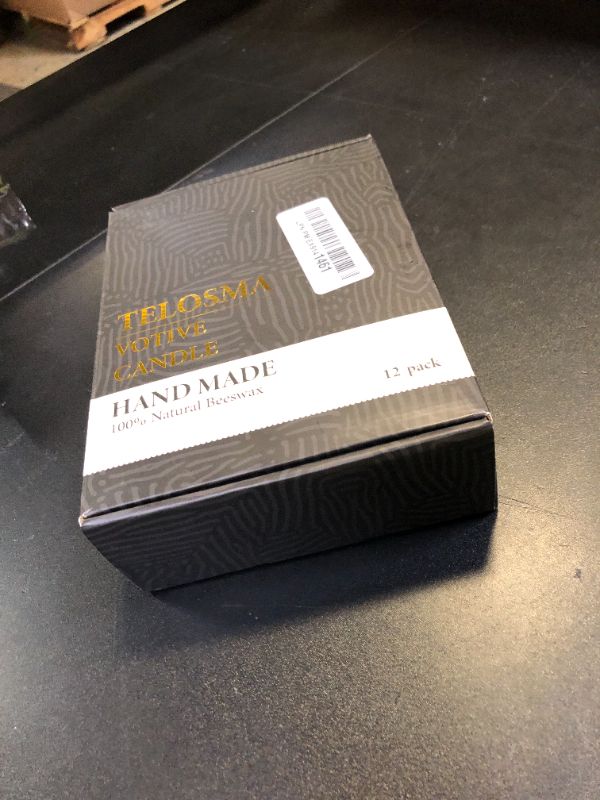 TELOSMA
VOTIVE
CANDLE
HAND MADE
100% Natural Beeswax
12 pack